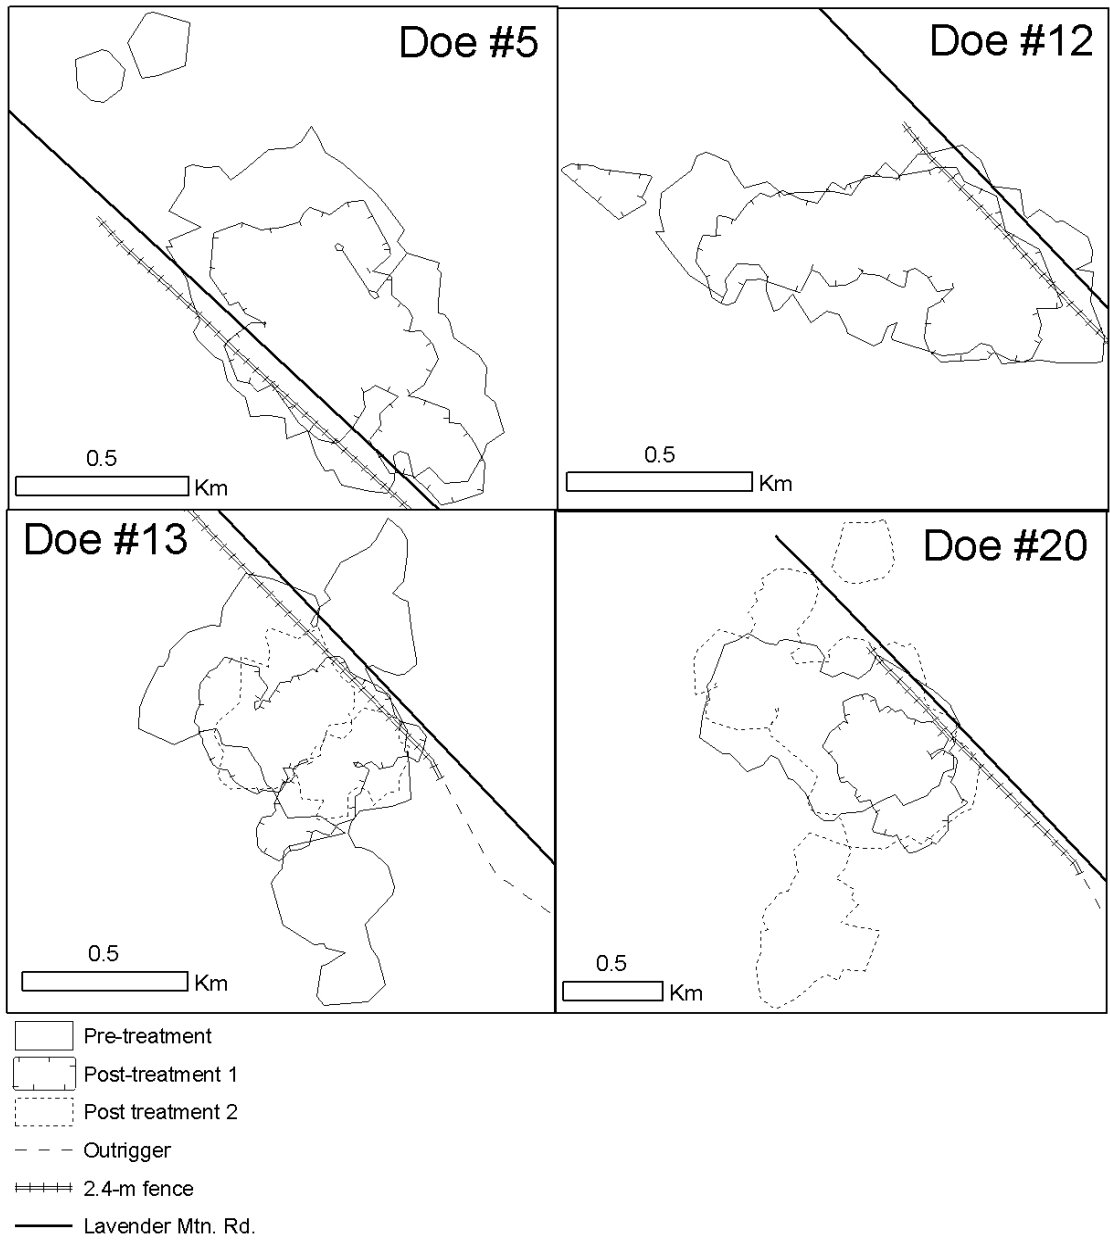 Doe #5
Doe #12
0.5
Km
0.5
Km
Doe #13
Doe #20
0.5
Km
0.5
Km
Pre-treatment
Post-treatment 1
Post treatment 2
Outrigger
2.4-m fence
Lavender Mtn. Rd.